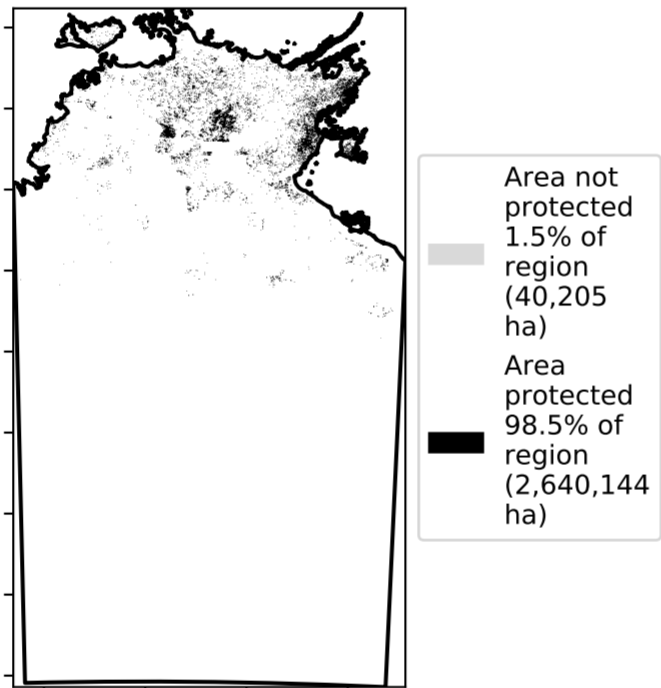 Area not
protected
1.5% of
region
(40,205
ha)
Area
protected
98.5% of
region
(2,640,144
ha)